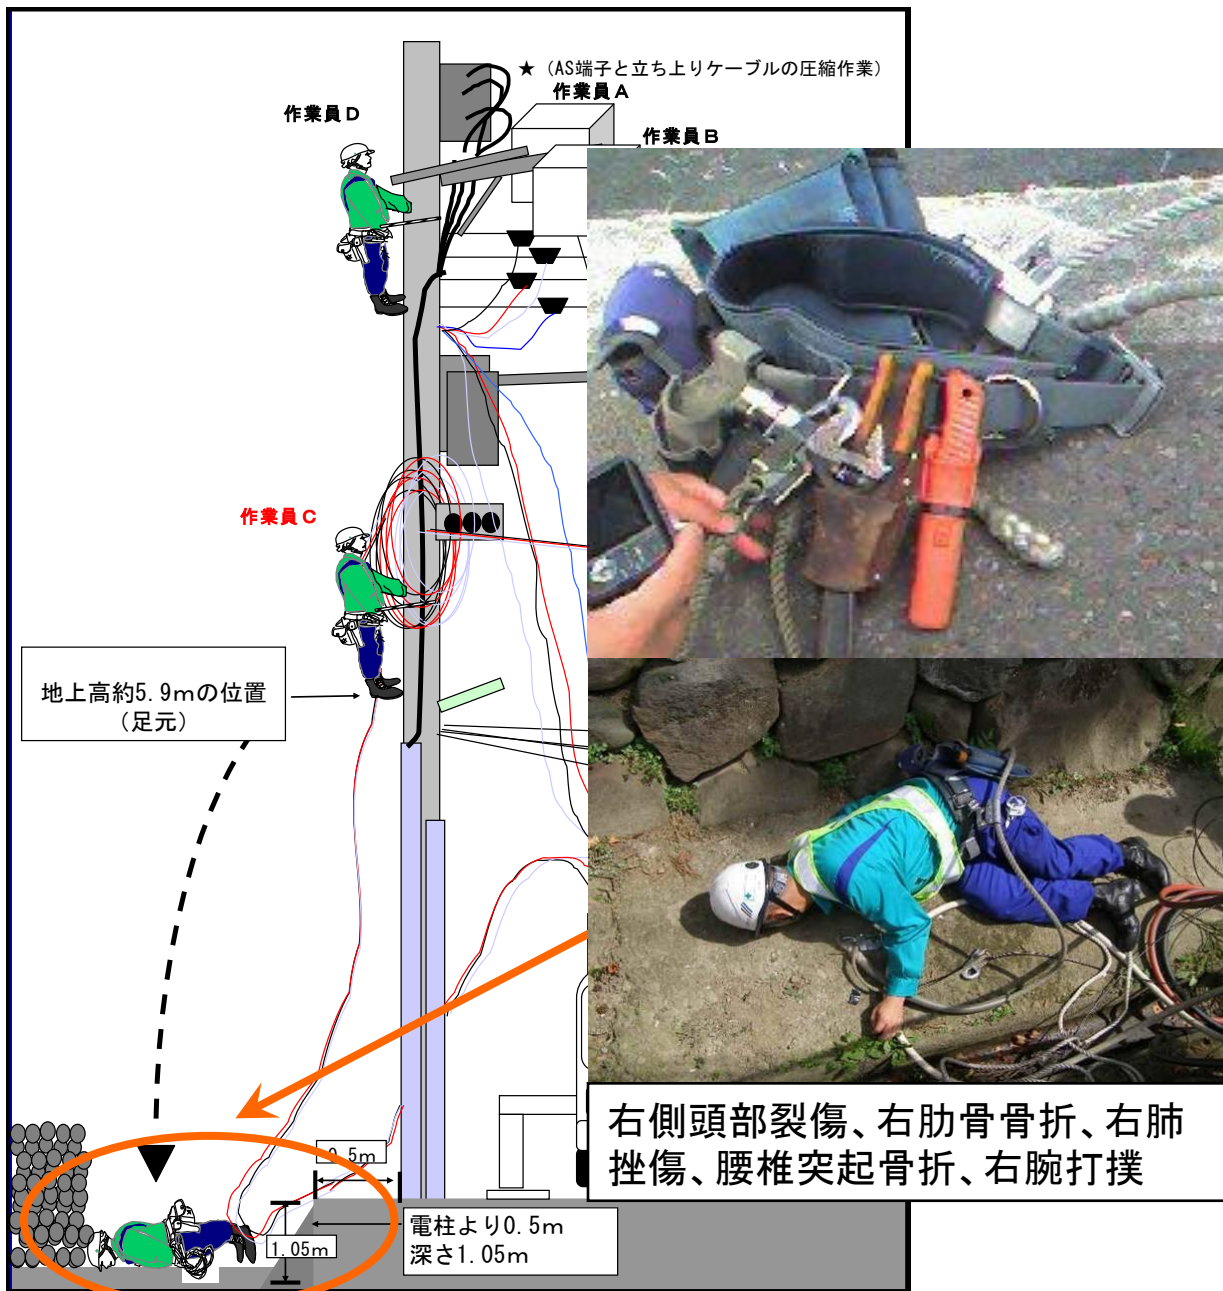 ★（AS端子と立ち上りケーブルの圧縮作業）
作業員A
作業員D
作業員B
作業員C
地上高約5.9mの位置
（足元）
0.5m
1.05m
電柱より0.5m
深さ1.05m
右側頭部裂傷、右肋骨骨折、右肺
挫傷、腰椎突起骨折、右腕打撲